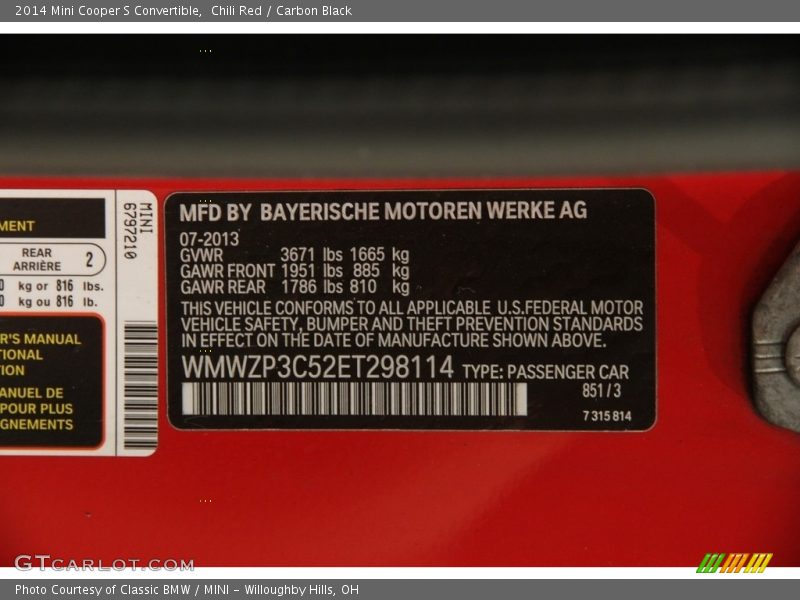 2014 Mini Cooper S Convertible,  Chili Red / Carbon Black
MENT
REAR
ARRIÈRE 2
0 kg or 816 lbs.
0 kg ou 816 lb.
R'S MANUAL
TIONAL
TION
ANUEL DE
POUR PLUS
GNEMENTS
MINI
6797210
MFD BY BAYERISCHE MOTOREN WERKE AG
07-2013
GVWR 3671 lbs 1665 kg
GAWR FRONT 1951 lbs 885 kg
GAWR REAR 1786 lbs 810 kg
THIS VEHICLE CONFORMS TO ALL APPLICABLE U.S.FEDERAL MOTOR
VEHICLE SAFETY, BUMPER AND THEFT PREVENTION STANDARDS
IN EFFECT ON THE DATE OF MANUFACTURE SHOWN ABOVE.
WMWZP3C52ET298114 TYPE: PASSENGER CAR
851 / 3
7 315 814
GTCARLOT.COM
Photo Courtesy of Classic BMW / MINI - Willoughby Hills, OH